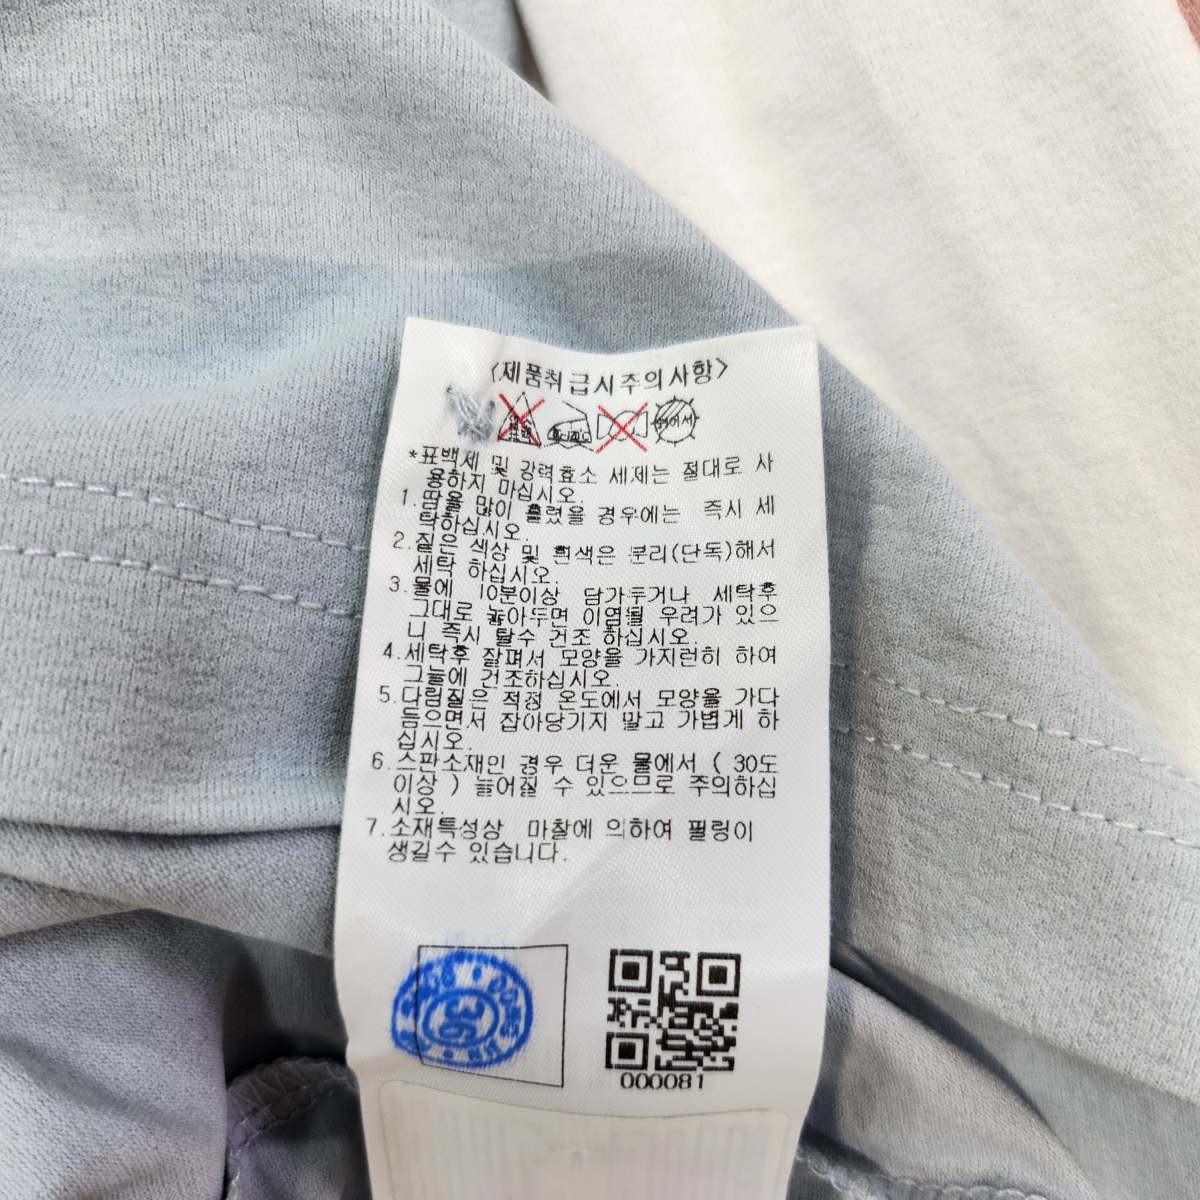 <제품취급시주의사항>
*표백제 및 강력효소 세제는 절대로 사
용하지 마십시오.
1.땀을 많이 흘렸을 경우에는 즉시 세
탁하십시오.
2.짙은 색상 및 흰색은 분리(단독)해서
세탁 하십시오.
3.물에 10분이상 담가두거나 세탁후
그대로 놓아두면 이염될 우려가 있으
니 즉시 탈수 건조 하십시오.
4.세탁후 잘펴서 모양을 가지런히 하여
그늘에 건조하십시오.
5.다림질은 적정 온도에서 모양을 가다
듬으면서 잡아당기지 말고 가볍게 하
십시오.
6.스판소재인 경우 더운 물에서 ( 30도
이상 ) 늘어질 수 있으므로 주의하십
시오.
7.소재특성상 마찰에 의하여 필링이
생길수 있습니다.
36
000081